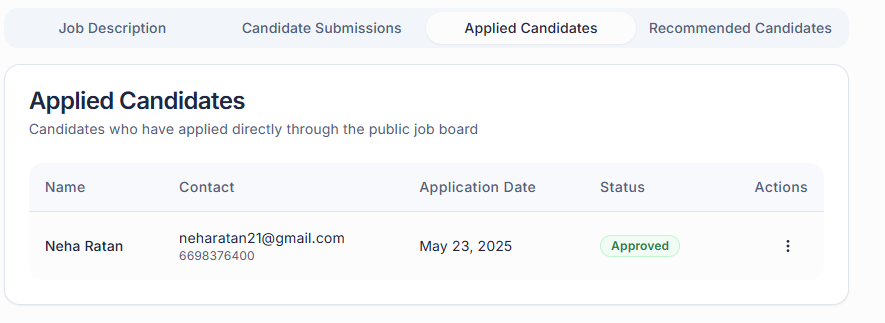 Job Description Candidate Submissions Applied Candidates Recommended Candidates
Applied Candidates
Candidates who have applied directly through the public job board
Name Contact Application Date Status Actions
Neha Ratan neharatan21@gmail.com May 23, 2025 Approved
6698376400